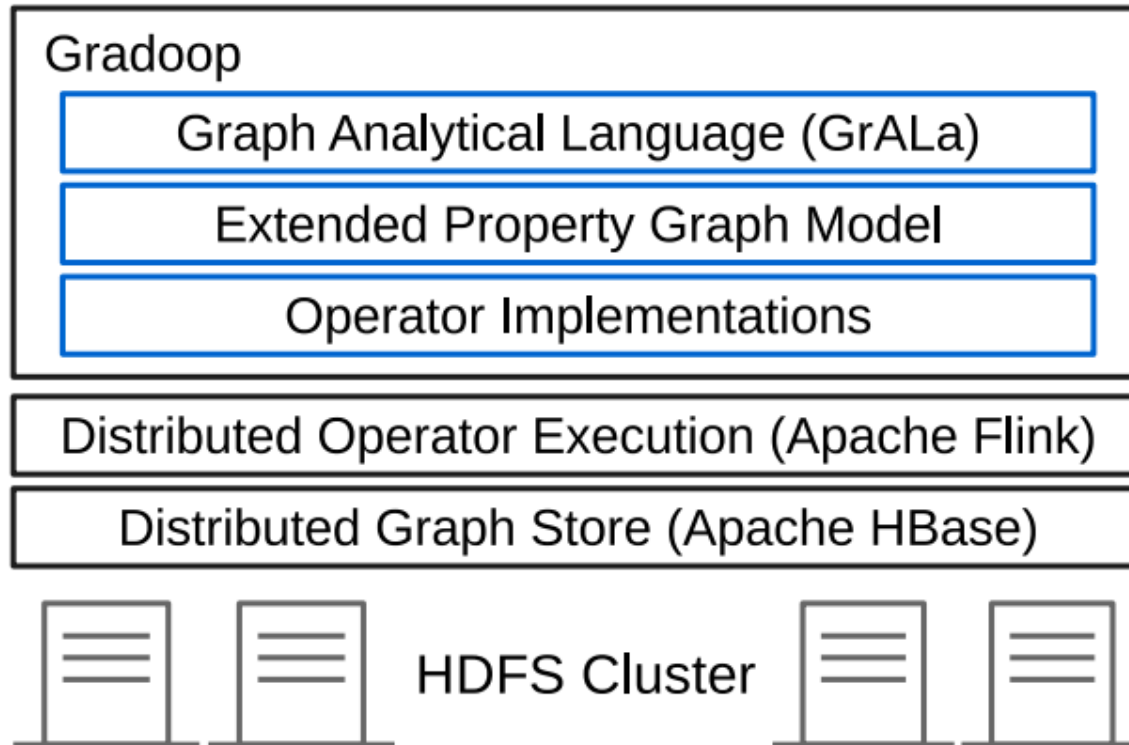 Gradoop
Graph Analytical Language (GrALa)
Extended Property Graph Model
Operator Implementations
Distributed Operator Execution (Apache Flink)
Distributed Graph Store (Apache HBase)
HDFS Cluster